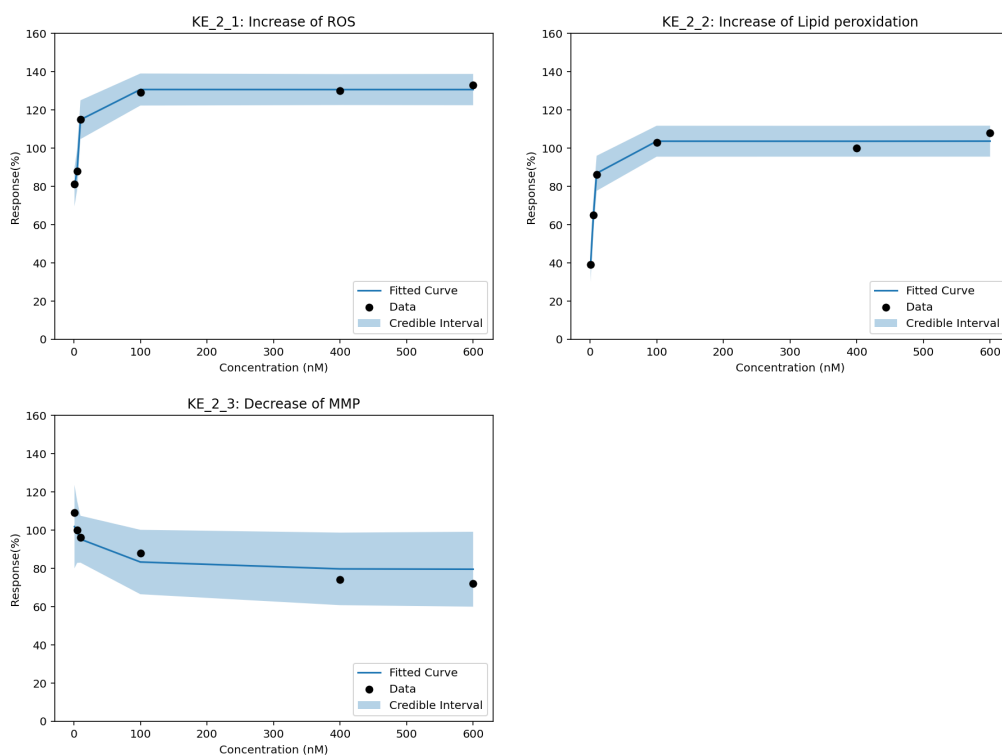 KE_2_1: Increase of ROS
160
140
120
100
80
60
40
20
0
Response(%)
0
100
200
300
400
500
600
Concentration (nM)
Fitted Curve
Data
Credible Interval
KE_2_2: Increase of Lipid peroxidation
160
140
120
100
80
60
40
20
0
Response(%)
0
100
200
300
400
500
600
Concentration (nM)
Fitted Curve
Data
Credible Interval
KE_2_3: Decrease of MMP
160
140
120
100
80
60
40
20
0
Response(%)
0
100
200
300
400
500
600
Concentration (nM)
Fitted Curve
Data
Credible Interval